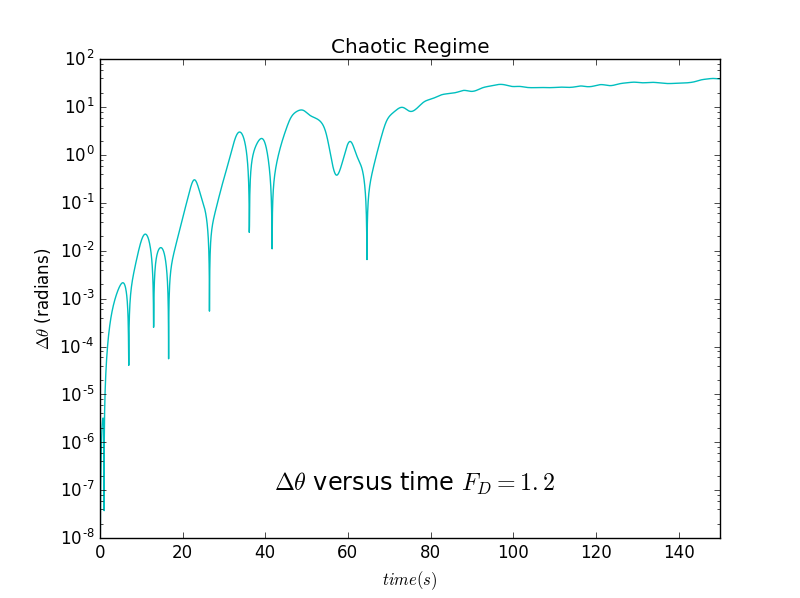 Chaotic Regime
10^2
10^1
10^0
10^-1
10^-2
10^-3
10^-4
10^-5
10^-6
10^-7
10^-8
Δθ (radians)
Δθ versus time F_D = 1.2
0 20 40 60 80 100 120 140
time(s)